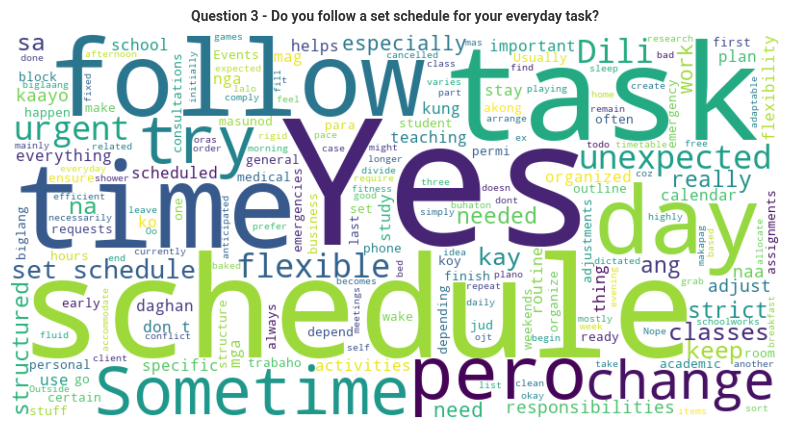 Question 3 - Do you follow a set schedule for your everyday task?
sa
done
afternoon
games
school
helps
especially
mas
cancelled
important
Dili
research
bad
first
plan
biglaang
initially
Events
expected
mag
class
Usually
find
sleep
work
block
kaayo
happen
fixed
make
nga
comply
lalo
t
fill
feel
varies
part
playing
stay
akong
emergency
home
create
remain
often
adaptable
flexibility
follow
task
urgent
try
consultations
masunod
para
kung
student
teaching
arrange
ex
todo
timetable
free
mainly
related
everything
oras
order
rigid
pace
case
might
longer
permi
unexpected
everyday
shower
ensure
scheduled
general
morning
medical
divide
require
fitness
good
three
doesn
dont
organized
outline
coz
really
calendar
efficient
necessarily
na
requests
leave
do
kg
one
anticipated
prefer
emergencies
business
set
last
study
simply
buhaton
needed
adjustments
highly
makapag
based
allocate
assignments
biglang
time
Yes
day
hours
end
currently
baked
becomes
phone
koy
idea
kay
plano
dictated
ang
naa
set schedule
flexible
bed
finish
repeat
routine
thing
evening
adjust
grab
breakfast
structured
early
fluid
accommodate
daghan
don t
conflict
structure
mga
always
depend
meetings
wake
depending
jud
daily
mostly
weekends
organize
begin
week
ready
strict
schoolworks
Nope
classes
schedule
personal
use
go
Outside
certain
stuff
specific
client
trabaho
self
activities
ojt
list
clean
okay
need
items
take
keep
academic
room
another
sort
responsibilities
Sometime
pero
change